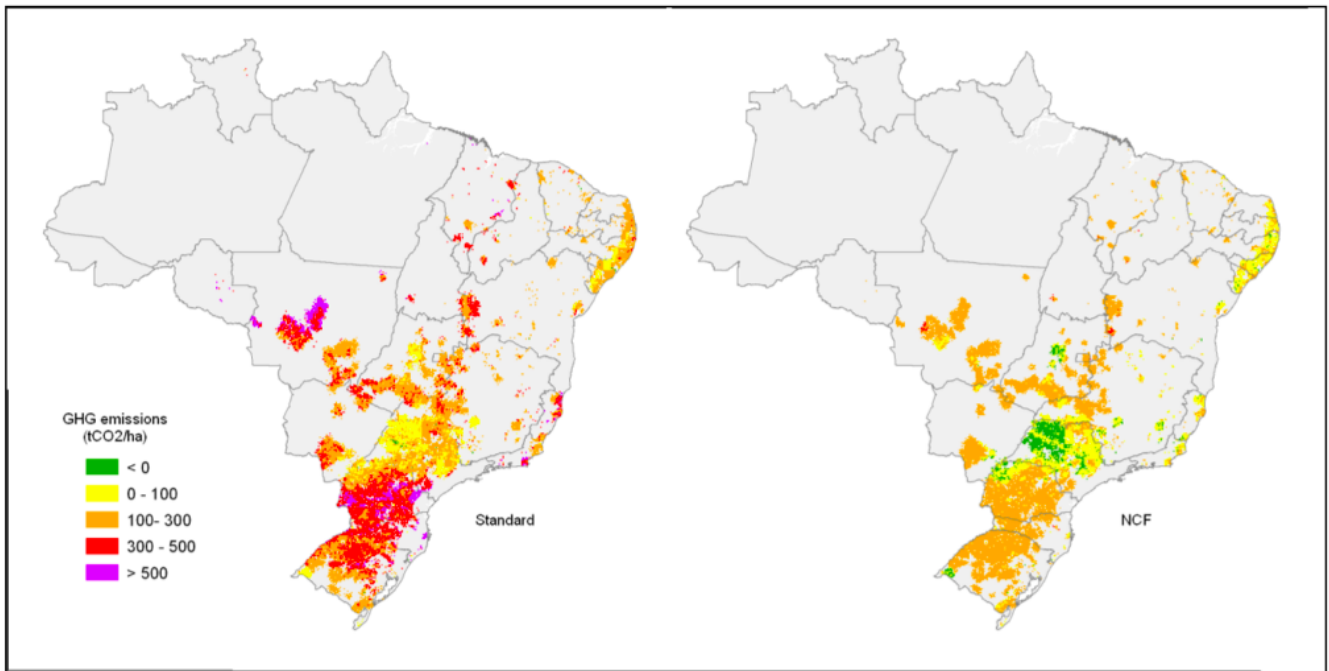 GHG emissions
(tCO2/ha)
< 0
0 - 100
100- 300
300 - 500
> 500
Standard
NCF